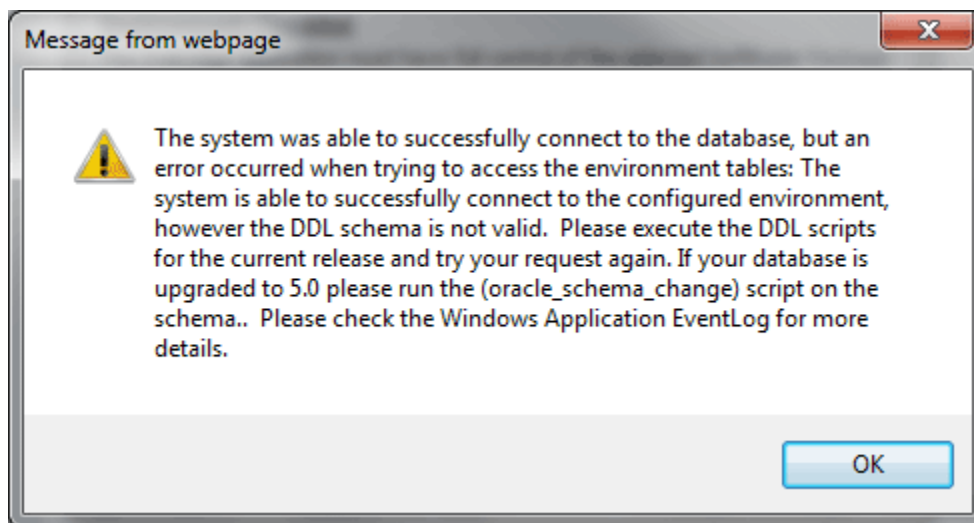 Message from webpage
The system was able to successfully connect to the database, but an
error occurred when trying to access the environment tables: The
system is able to successfully connect to the configured environment,
however the DDL schema is not valid.  Please execute the DDL scripts
for the current release and try your request again. If your database is
upgraded to 5.0 please run the (oracle_schema_change) script on the
schema..  Please check the Windows Application EventLog for more
details.
OK